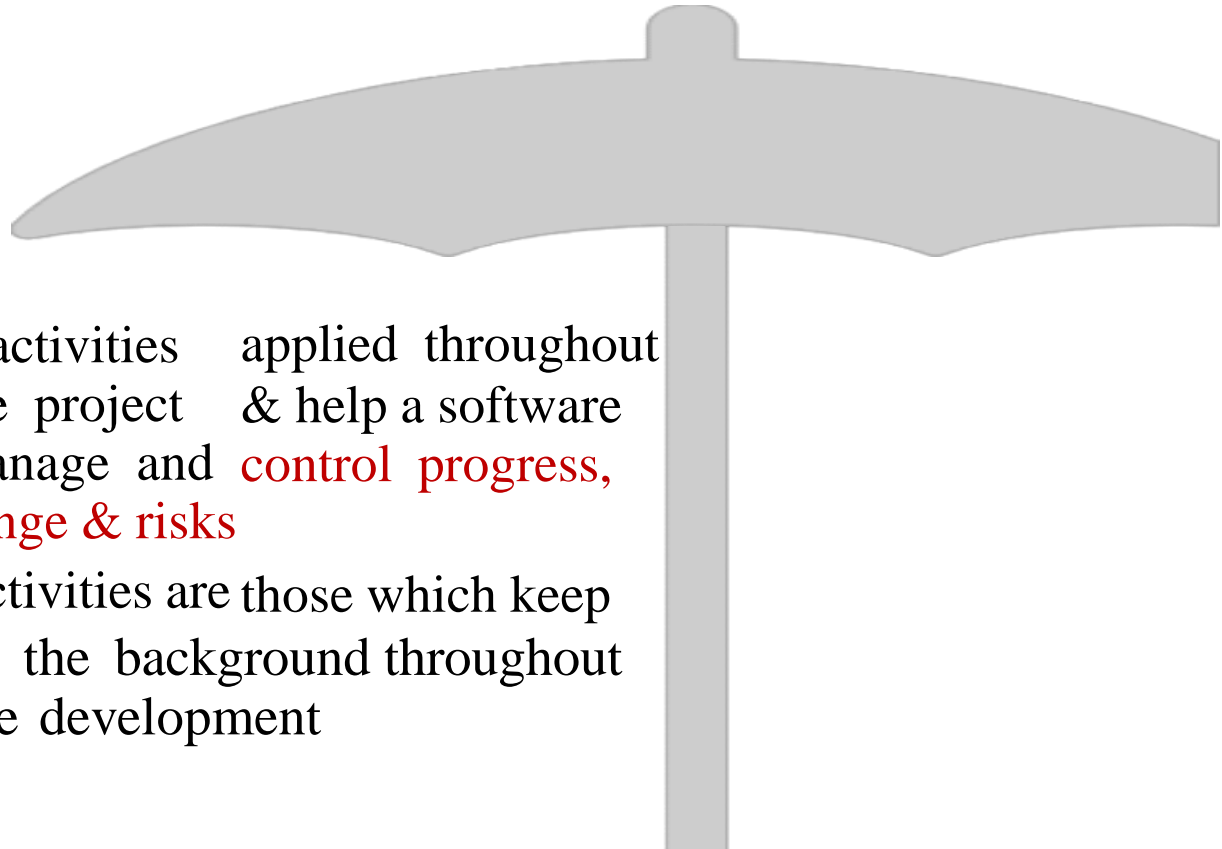 activities applied throughout
e project & help a software
anage and control progress,
nge & risks
ctivities are those which keep
the background throughout
e development